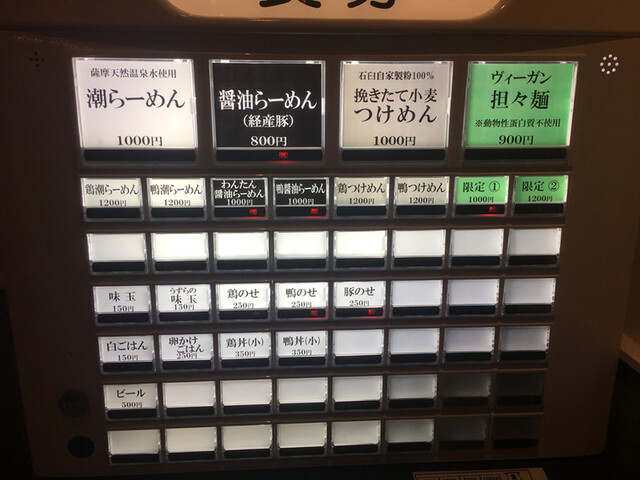 薩摩天然温泉水使用
潮らーめん
1000円
醤油らーめん
(経産豚)
800円
石臼自家製粉100%
挽きたて小麦
つけめん
1000円
ヴィーガン
担々麺
※動物性蛋白質不使用
900円
鶏潮らーめん
1200円
鴨潮らーめん
1200円
わんたん
醤油らーめん
1000円
鴨醤油らーめん
1000円
鶏つけめん
1200円
鴨つけめん
1200円
限定①
1000円
限定②
1200円
味玉
150円
うずらの
味玉
150円
鶏のせ
250円
鴨のせ
250円
豚のせ
250円
白ごはん
150円
卵かけ
ごはん
250円
鶏丼(小)
350円
鴨丼(小)
350円
ビール
500円